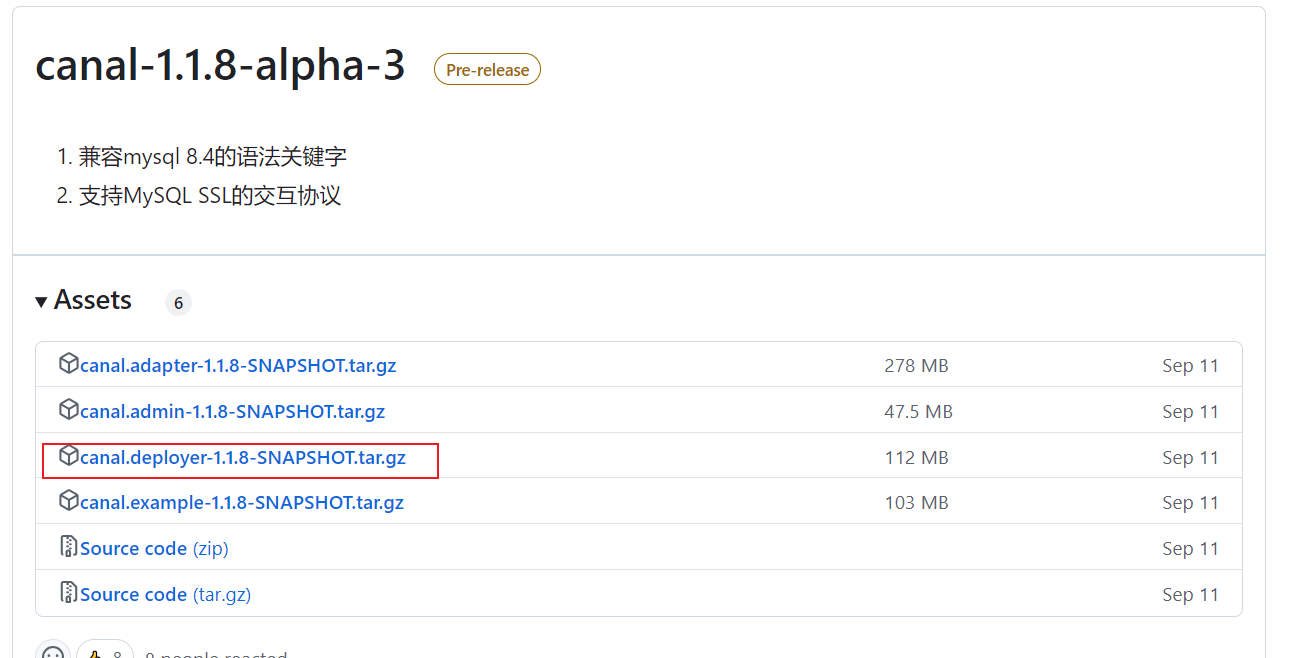 canal-1.1.8-alpha-3 Pre-release
1. 兼容mysql 8.4的语法关键字
2. 支持MySQL SSL的交互协议
Assets 6
canal.adapter-1.1.8-SNAPSHOT.tar.gz 278 MB Sep 11
canal.admin-1.1.8-SNAPSHOT.tar.gz 47.5 MB Sep 11
canal.deployer-1.1.8-SNAPSHOT.tar.gz 112 MB Sep 11
canal.example-1.1.8-SNAPSHOT.tar.gz 103 MB Sep 11
Source code (zip) Sep 11
Source code (tar.gz) Sep 11
people reacted